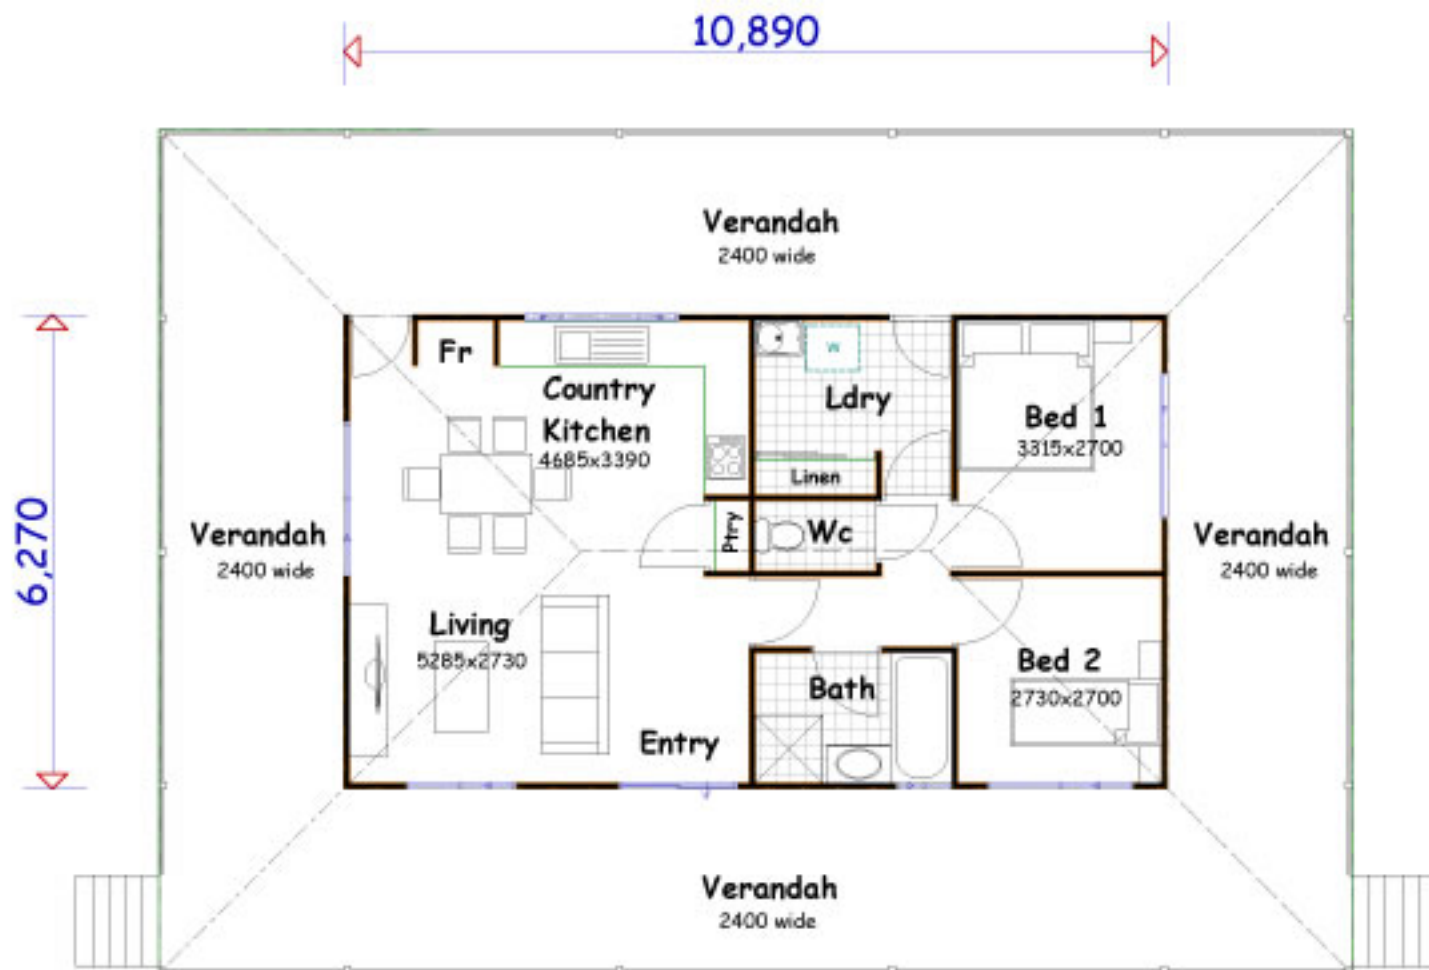 10,890
Verandah
2400 wide
Fr
Country
Kitchen
4685x3390
W
Ldry
Linen
Bed 1
3315x2700
6,270
Verandah
2400 wide
Ptry
Wc
Verandah
2400 wide
Living
5285x2730
Entry
Bath
Bed 2
2730x2700
Verandah
2400 wide